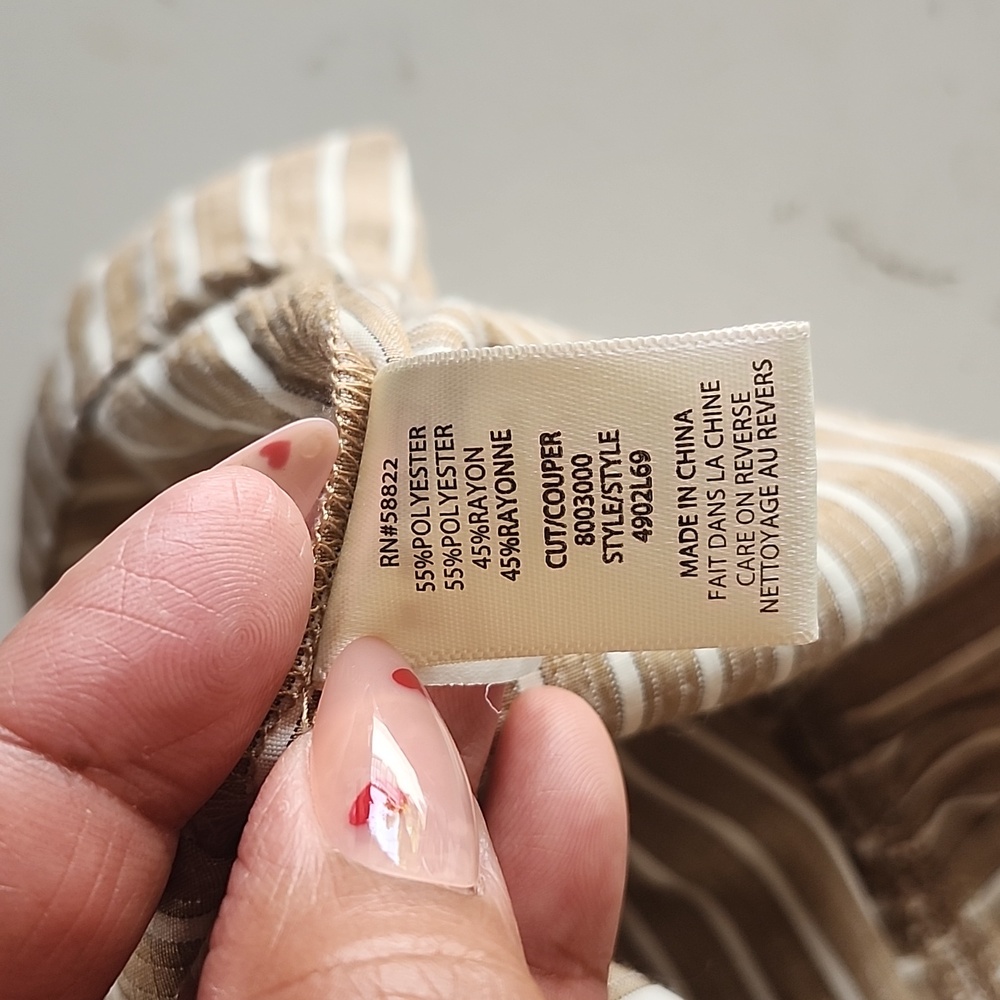 RN#58822
55%POLYESTER
55%POLYESTER
45%RAYON
45%RAYONNE
CUT/COUPER
8003000
STYLE/STYLE
4902L69
MADE IN CHINA
FAIT DANS LA CHINE
CARE ON REVERSE
NETTOYAGE AU REVERS